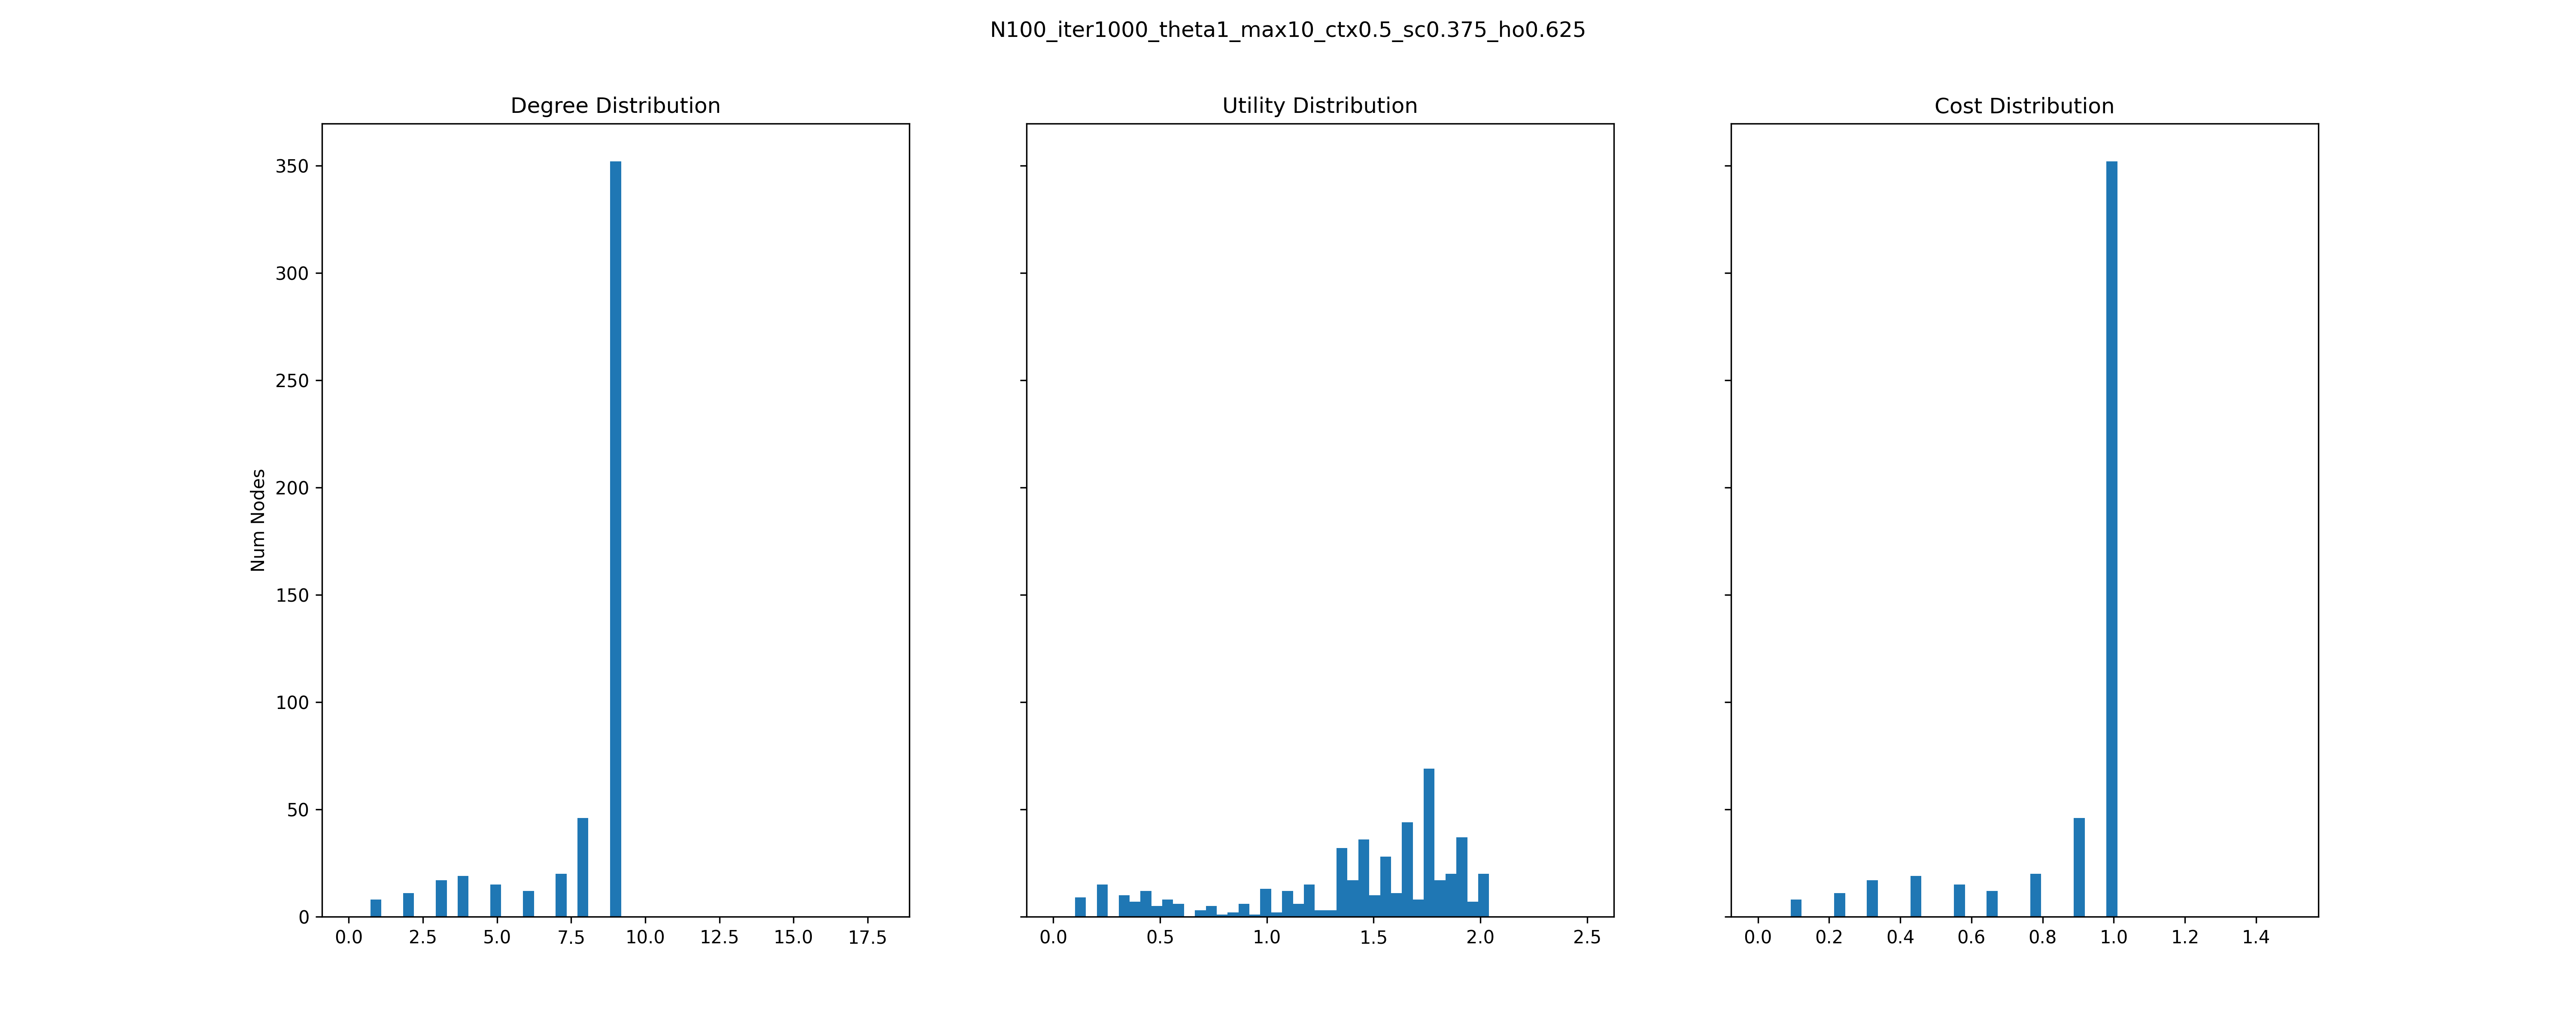 N100_iter1000_theta1_max10_ctx0.5_sc0.375_ho0.625
Degree Distribution
Utility Distribution
Cost Distribution
Num Nodes
350
300
250
200
150
100
50
0
0.0 2.5 5.0 7.5 10.0 12.5 15.0 17.5
0.0 0.5 1.0 1.5 2.0 2.5
0.0 0.2 0.4 0.6 0.8 1.0 1.2 1.4